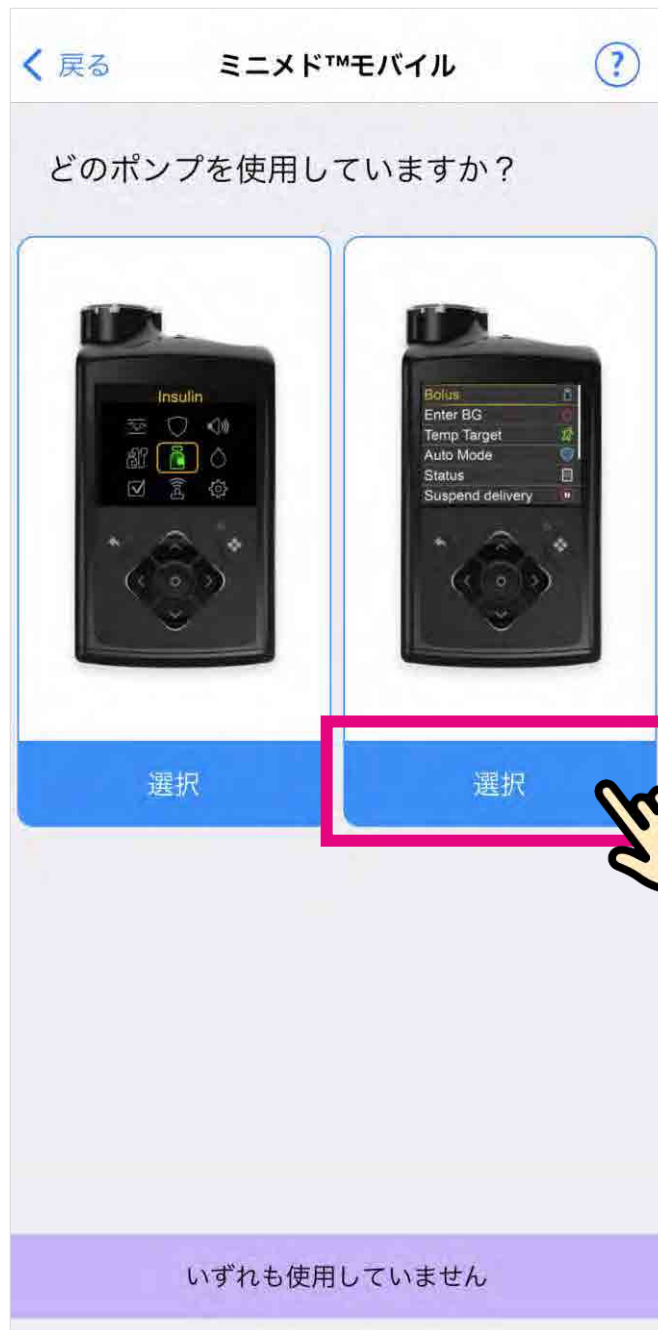 戻る
ミニメド™モバイル
?
どのポンプを使用していますか？
Insulin
Bolus
Enter BG
Temp Target
Auto Mode
Status
Suspend delivery
選択
選択
いずれも使用していません